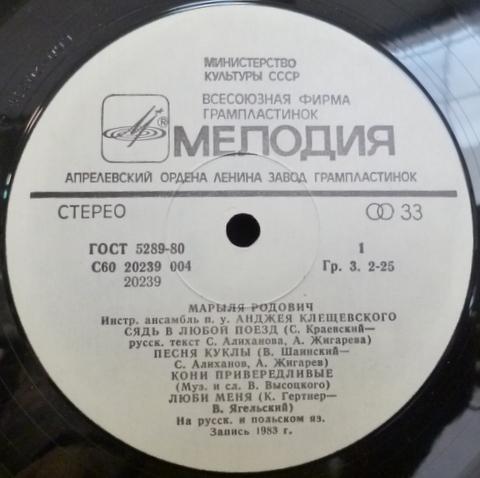 МИНИСТЕРСТВО
КУЛЬТУРЫ СССР
ВСЕСОЮЗНАЯ ФИРМА
ГРАМПЛАСТИНОК
® МЕЛОДИЯ
АПРЕЛЕВСКИЙ ОРДЕНА ЛЕНИНА ЗАВОД ГРАМПЛАСТИНОК
СТЕРЕО 33
ГОСТ 5289-80 1
С60 20239 004 Гр. 3. 2-25
20239
МАРЫЛЯ РОДОВИЧ
Инстр. ансамбль п. у. АНДЖЕЯ КЛЕЩЕВСКОГО
СЯДЬ В ЛЮБОЙ ПОЕЗД (С. Краевский—
русск. текст С. Алиханова, А. Жигарева)
ПЕСНЯ КУКЛЫ (В. Шаинский—
С. Алиханов, А. Жигарев)
КОНИ ПРИВЕРЕДЛИВЫЕ
(Муз. и сл. В. Высоцкого)
ЛЮБИ МЕНЯ (К. Гертнер—
В. Ягельский)
На русск. и польском яз.
Запись 1983 г.